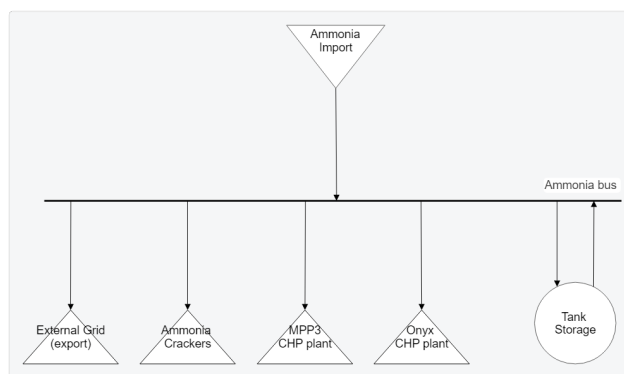 Ammonia
Import
Ammonia bus
External Grid
(export)
Ammonia
Crackers
MPP3
CHP plant
Onyx
CHP plant
Tank
Storage